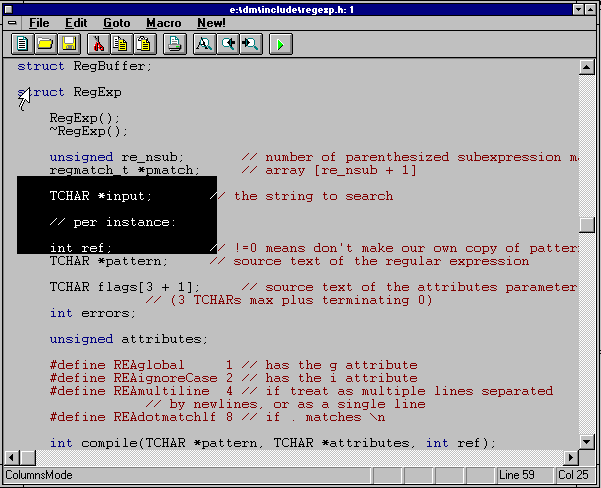 e:\dm\include\regexp.h: 1
File Edit Goto Macro New!
struct RegBuffer;
struct RegExp
RegExp();
~RegExp();
unsigned re_nsub; // number of parenthesized subexpression ma
regmatch_t *pmatch; // array [re_nsub + 1]
TCHAR *input; // the string to search
// per instance:
int ref; // !=0 means don't make our own copy of pattern
TCHAR *pattern; // source text of the regular expression
TCHAR flags[3 + 1]; // source text of the attributes parameter
// (3 TCHARs max plus terminating 0)
int errors;
unsigned attributes;
#define REAglobal 1 // has the g attribute
#define REAignoreCase 2 // has the i attribute
#define REAmultiline 4 // if treat as multiple lines separated
// by newlines, or as a single line
#define REAdotmatchlf 8 // if . matches \n
int compile(TCHAR *pattern, TCHAR *attributes, int ref);
ColumnsMode Line 59 Col 25